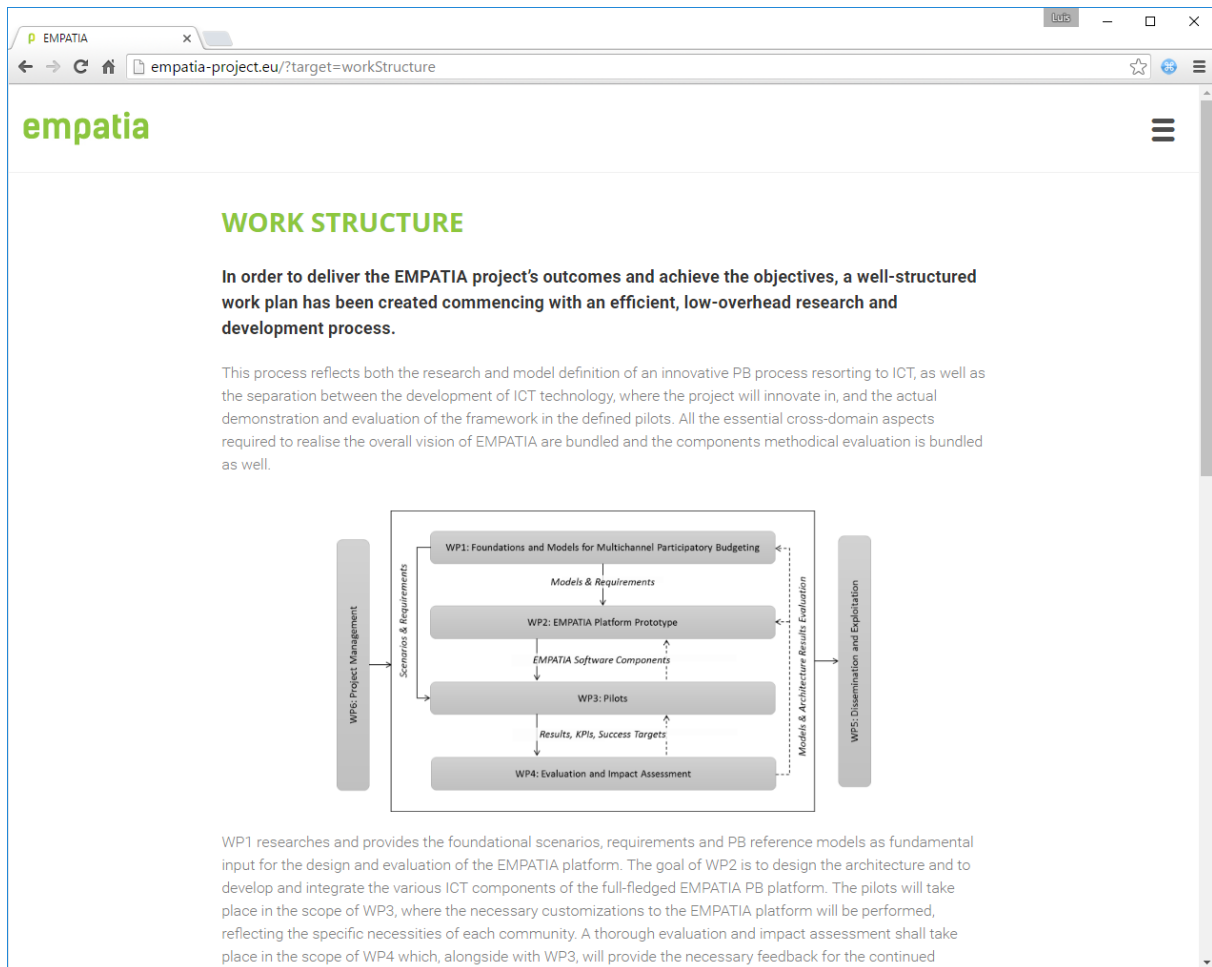 Luis
EMPATIA
empatia-project.eu/?target=workStructure
empatia
WORK STRUCTURE
In order to deliver the EMPATIA project's outcomes and achieve the objectives, a well-structured
work plan has been created commencing with an efficient, low-overhead research and
development process.
This process reflects both the research and model definition of an innovative PB process resorting to ICT, as well as
the separation between the development of ICT technology, where the project will innovate in, and the actual
demonstration and evaluation of the framework in the defined pilots. All the essential cross-domain aspects
required to realise the overall vision of EMPATIA are bundled and the components methodical evaluation is bundled
as well.
WP6: Project Management
Scenarios & Requirements
WP1: Foundations and Models for Multichannel Participatory Budgeting
Models & Requirements
WP2: EMPATIA Platform Prototype
EMPATIA Software Components
WP3: Pilots
Results, KPIs, Success Targets
WP4: Evaluation and Impact Assessment
Models & Architecture Results Evaluation
WP5: Dissemination and Exploitation
WP1 researches and provides the foundational scenarios, requirements and PB reference models as fundamental
input for the design and evaluation of the EMPATIA platform. The goal of WP2 is to design the architecture and to
develop and integrate the various ICT components of the full-fledged EMPATIA PB platform. The pilots will take
place in the scope of WP3, where the necessary customizations to the EMPATIA platform will be performed,
reflecting the specific necessities of each community. A thorough evaluation and impact assessment shall take
place in the scope of WP4 which, alongside with WP3, will provide the necessary feedback for the continued